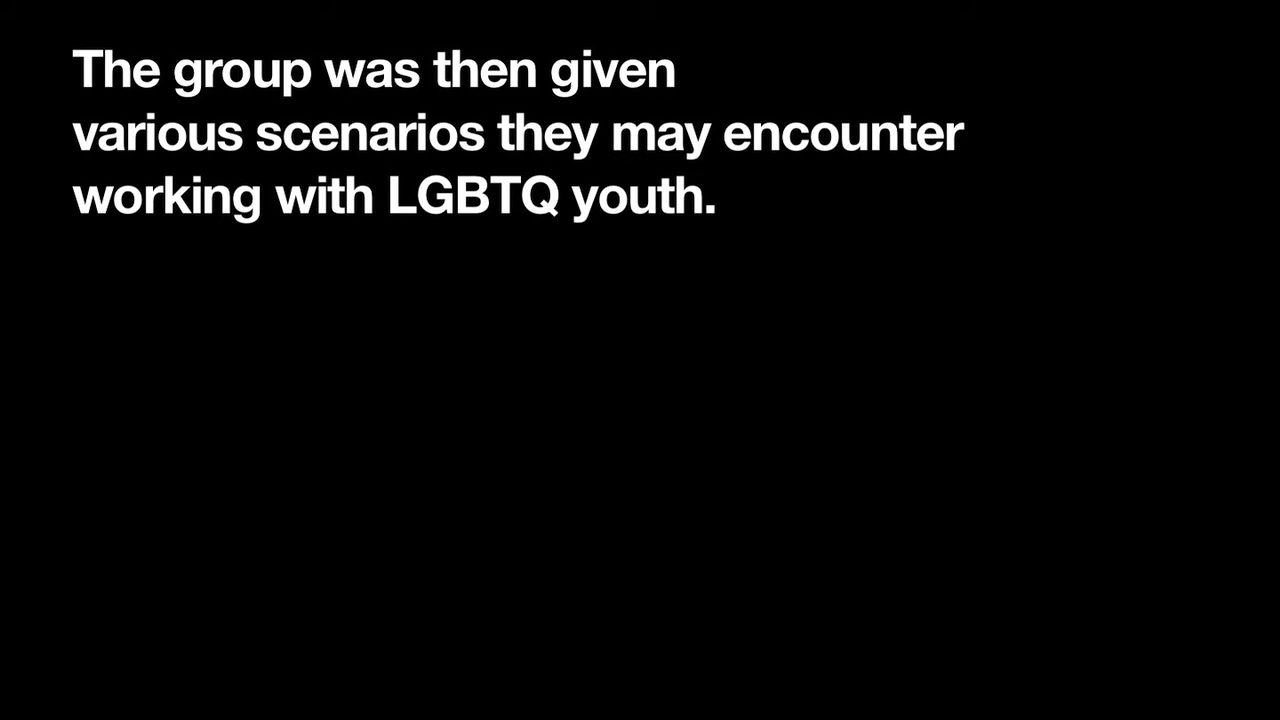 The group was then given
various scenarios they may encounter
working with LGBTQ youth.